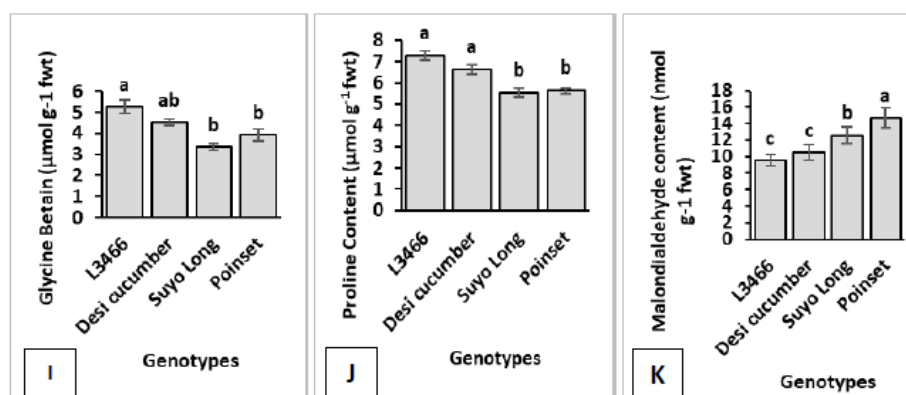 Glycine Betain (µmol g-1 fwt)
6
5
4
3
2
1
0
a
ab
b
b
L3466
Desi cucumber
Suyo Long
Poinset
Genotypes
I
Proline Content (µmol g-1 fwt)
8
7
6
5
4
3
2
1
0
a
a
b
b
L3466
Desi cucumber
Suyo Long
Poinset
Genotypes
J
Malondialdehyde content (nmol
g-1 fwt)
18
16
14
12
10
8
6
4
2
0
c
c
b
a
L3466
Desi cucumber
Suyo Long
Poinset
Genotypes
K